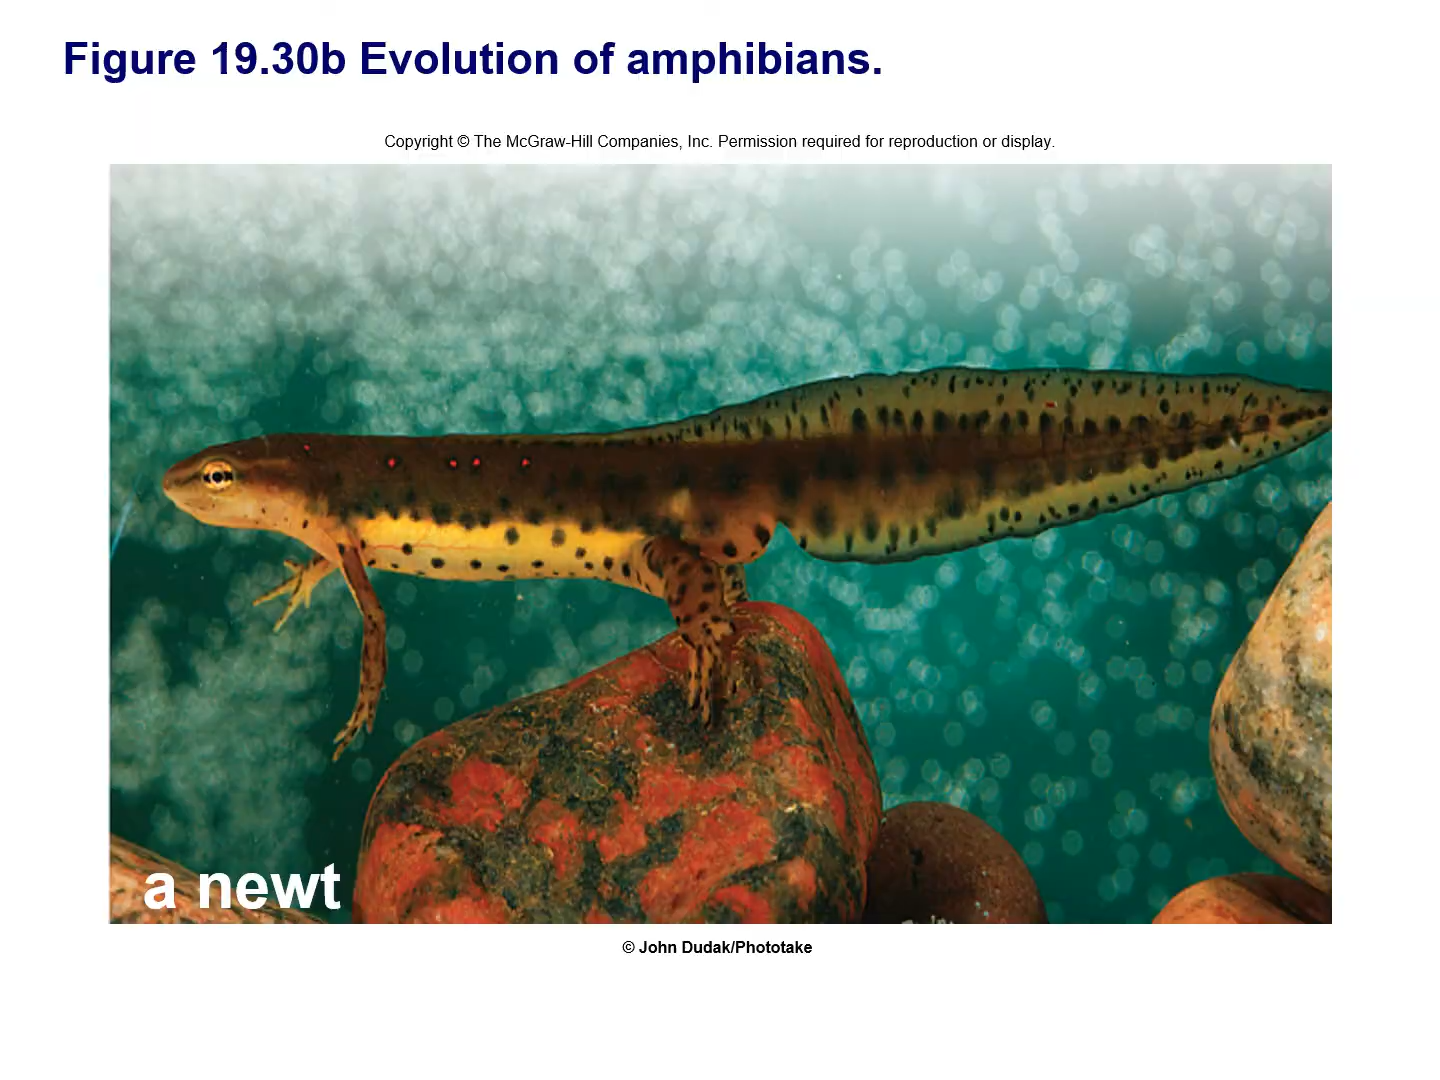 Figure 19.30b Evolution of amphibians.
Copyright © The McGraw-Hill Companies, Inc. Permission required for reproduction or display.
a newt
© John Dudak/Phototake